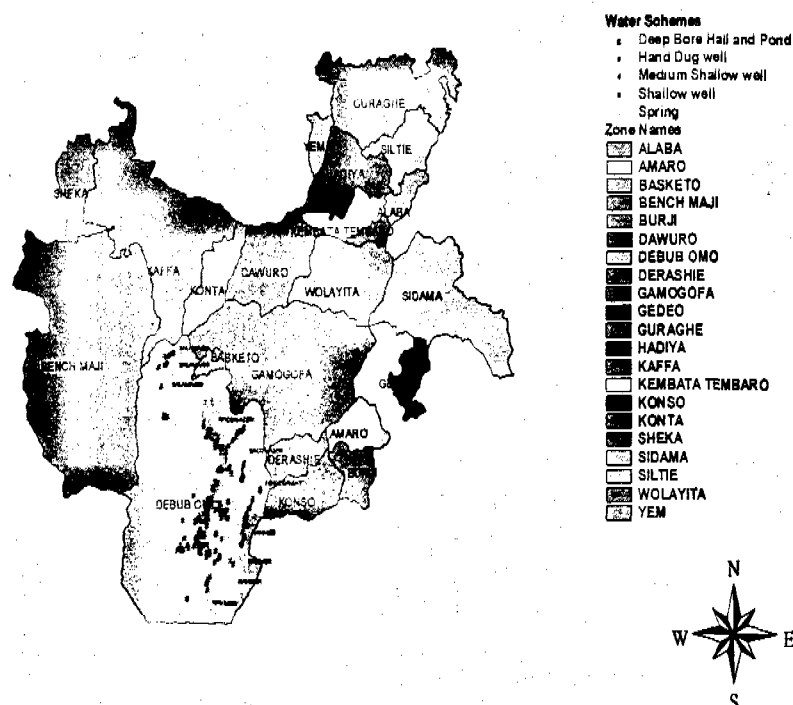 Water Schemes
Deep Bore Hall and Pond
Hand Dug well
Medium Shallow well
Shallow well
Spring
Zone Names
ALABA
AMARO
BASKETO
BENCH MAJI
BURJI
DAWURO
DEBUB OMO
DERASHIE
GAMOGOFA
GEDEO
GURAGHE
HADIYA
KAFFA
KEMBATA TEMBARO
KONSO
KONTA
SHEKA
SIDAMA
SILTIE
WOLAYITA
YEM
GURAGHE
YEM
SILTIE
SHEKA
ALABA
KAFFA
KONTA
DAWURO
WOLAYITA
SIDAMA
BENCH MAJI
BASKETO
GAMOGOFA
AMARO
DERASHIE
DEBUB O
KONSO
N
W
E
S